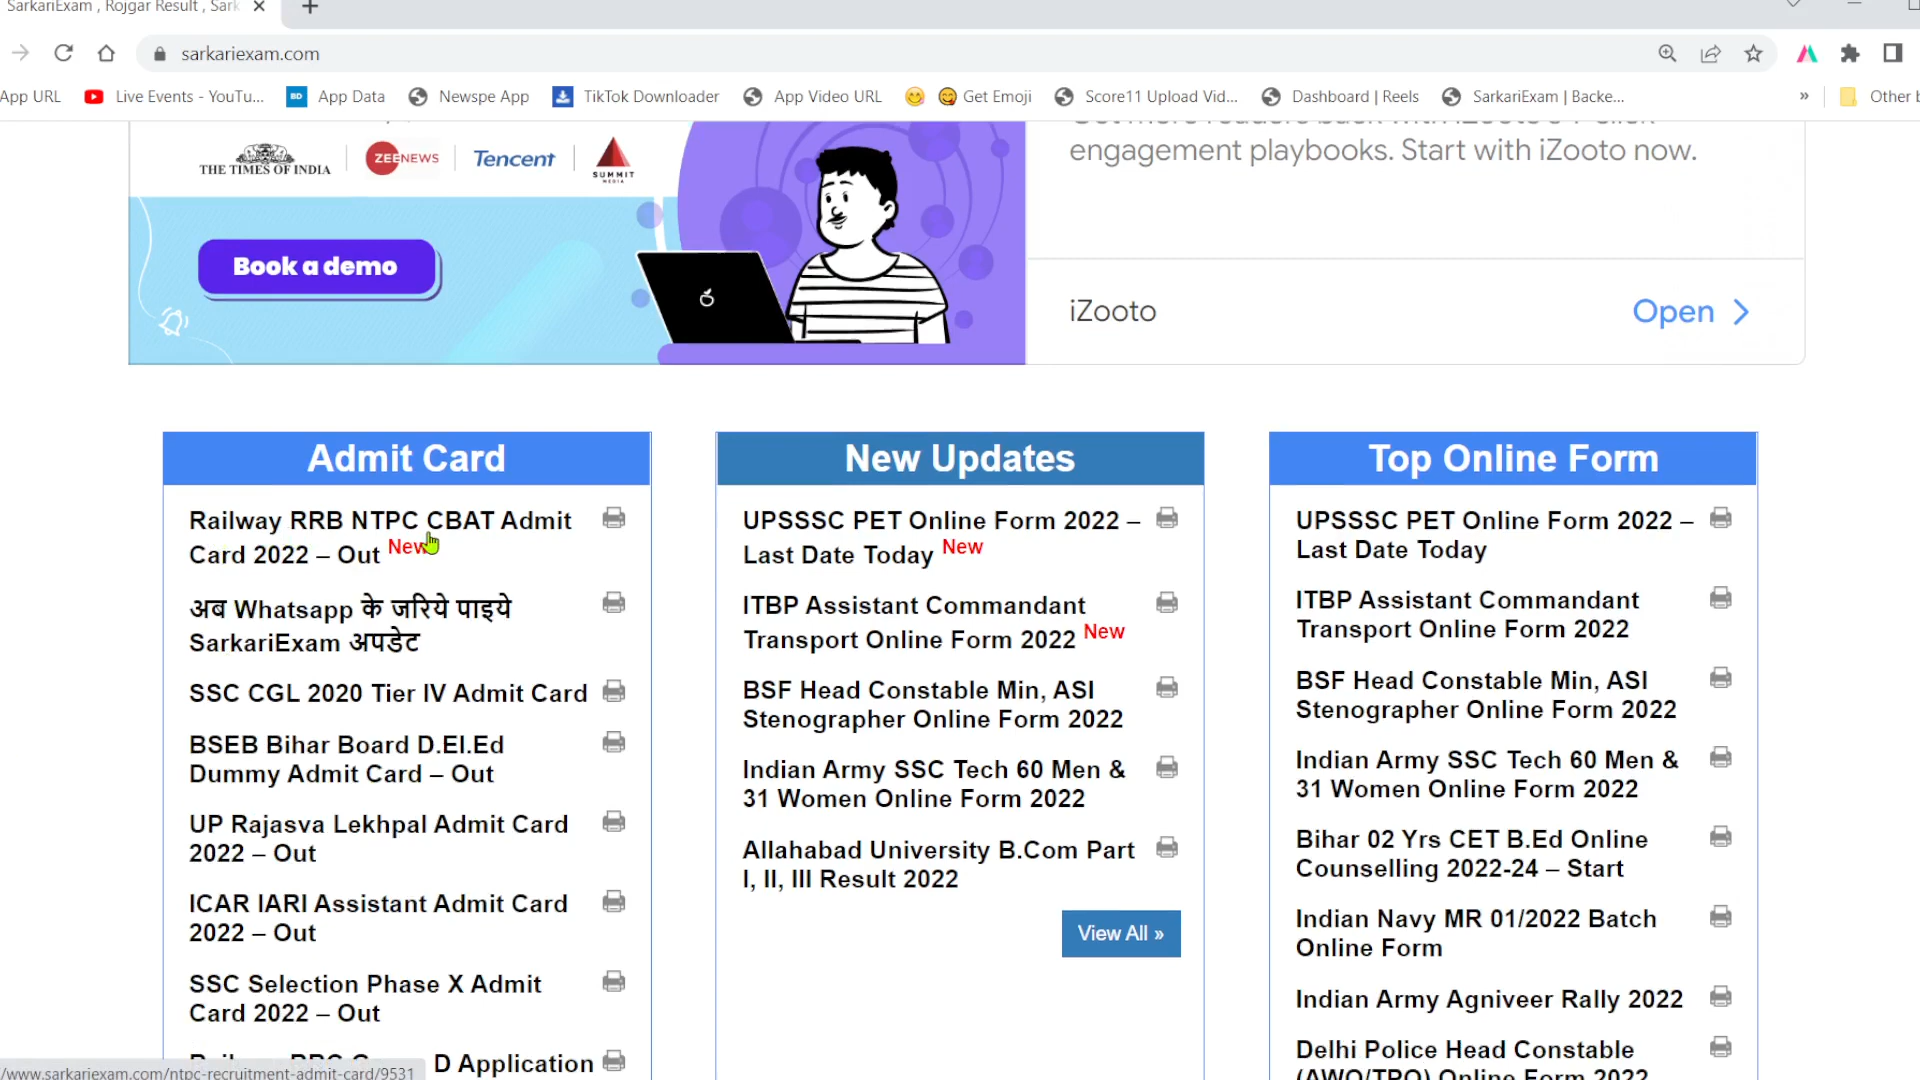 SarkariExam , Rojgar Result , Sark
sarkariexam.com
App URL
Live Events - YouTu...
BD
App Data
Newspe App
TikTok Downloader
App Video URL
Get Emoji
Score11 Upload Vid...
Dashboard | Reels
SarkariExam | Backe...
»
Other b
THE TIMES OF INDIA
ZEENEWS
Tencent
SUMMIT
MEDIA
Book a demo
engagement playbooks. Start with iZooto now.
iZooto
Open
Admit Card
Railway RRB NTPC CBAT Admit
Card 2022 – Out New
अब Whatsapp के जरिये पाइये
SarkariExam अपडेट
SSC CGL 2020 Tier IV Admit Card
BSEB Bihar Board D.El.Ed
Dummy Admit Card – Out
UP Rajasva Lekhpal Admit Card
2022 – Out
ICAR IARI Assistant Admit Card
2022 – Out
SSC Selection Phase X Admit
Card 2022 – Out
D Application
/www.sarkariexam.com/ntpc-recruitment-admit-card/9531
New Updates
UPSSSC PET Online Form 2022 –
Last Date Today New
ITBP Assistant Commandant
Transport Online Form 2022 New
BSF Head Constable Min, ASI
Stenographer Online Form 2022
Indian Army SSC Tech 60 Men &
31 Women Online Form 2022
Allahabad University B.Com Part
I, II, III Result 2022
View All »
Top Online Form
UPSSSC PET Online Form 2022 –
Last Date Today
ITBP Assistant Commandant
Transport Online Form 2022
BSF Head Constable Min, ASI
Stenographer Online Form 2022
Indian Army SSC Tech 60 Men &
31 Women Online Form 2022
Bihar 02 Yrs CET B.Ed Online
Counselling 2022-24 – Start
Indian Navy MR 01/2022 Batch
Online Form
Indian Army Agniveer Rally 2022
Delhi Police Head Constable
(AWO/TPO) Online Form 2022